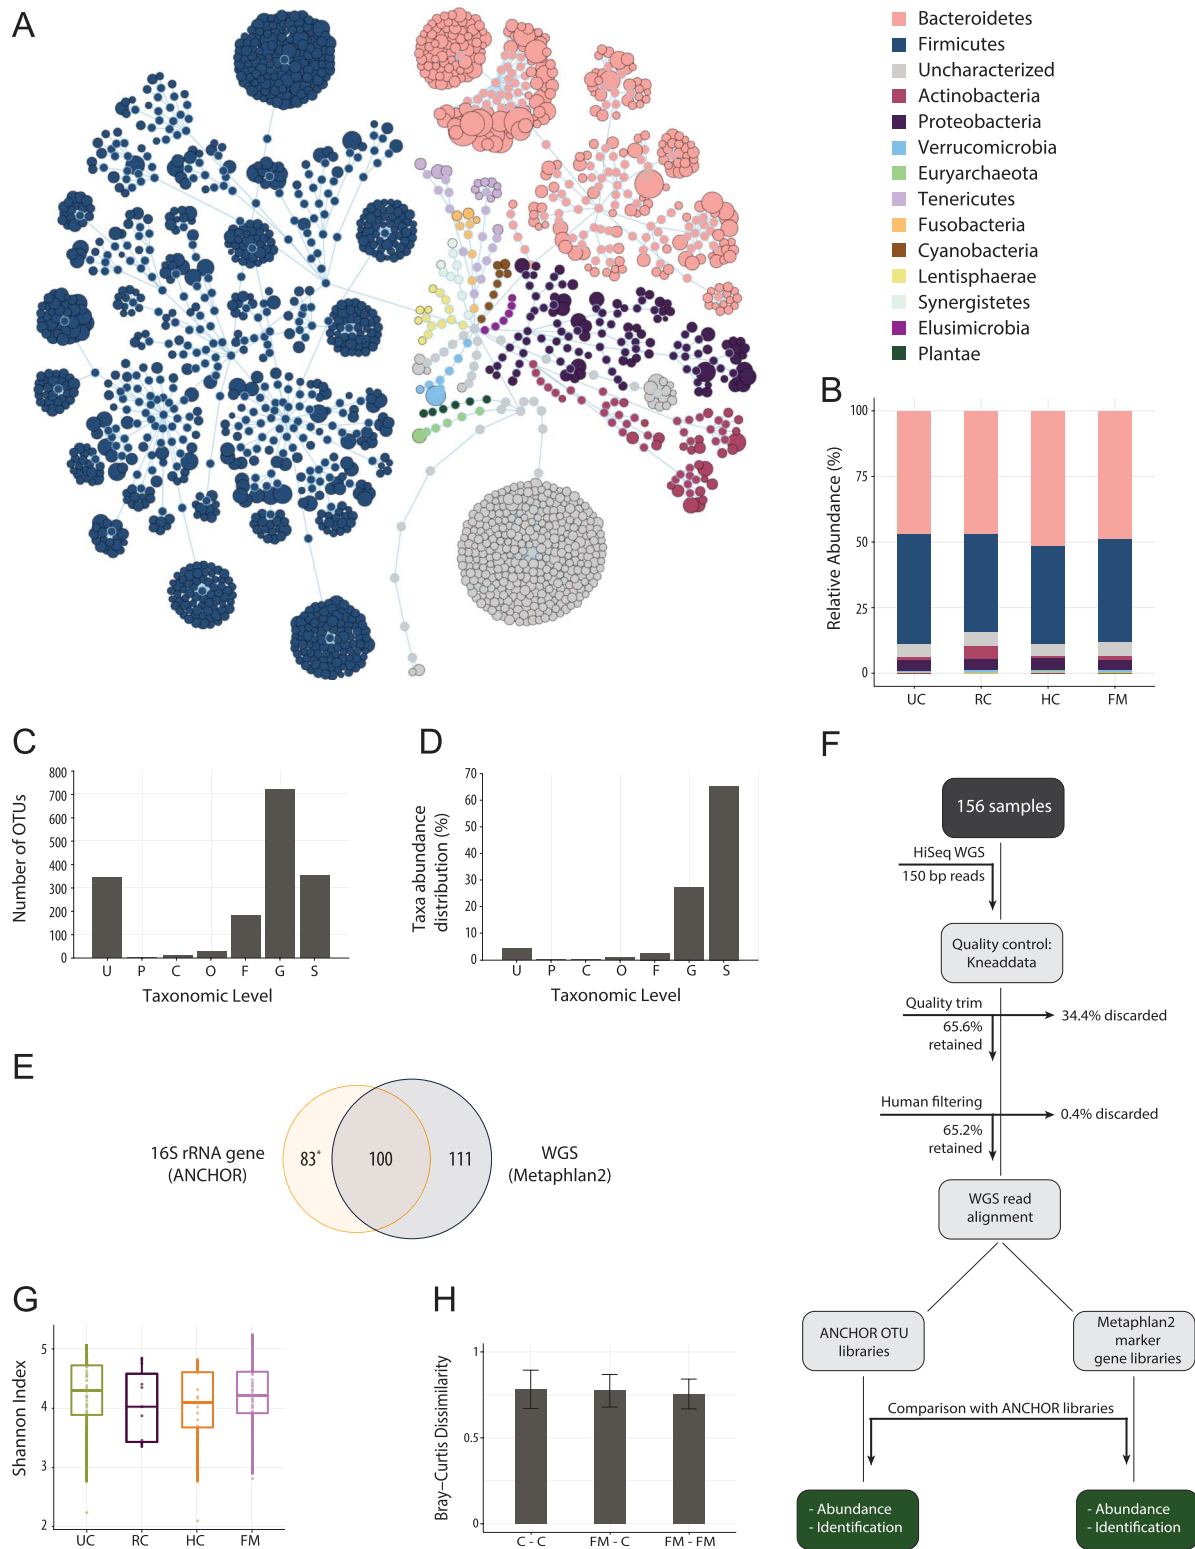 A
Bacteroidetes
Firmicutes
Uncharacterized
Actinobacteria
Proteobacteria
Verrucomicrobia
Euryarchaeota
Tenericutes
Fusobacteria
Cyanobacteria
Lentisphaerae
Synergistetes
Elusimicrobia
Plantae
B
Relative Abundance (%)
100
75
50
25
0
UC RC HC FM
C
Number of OTUs
800
700
600
500
400
300
200
100
0
U P C O F G S
Taxonomic Level
D
Taxa abundance
distribution (%)
70
60
50
40
30
20
10
0
U P C O F G S
Taxonomic Level
E
16S rRNA gene
(ANCHOR)
83*
100
111
WGS
(Metaphlan2)
F
156 samples
HiSeq WGS
150 bp reads
Quality control:
Kneaddata
Quality trim
65.6%
retained
34.4% discarded
Human filtering
65.2%
retained
0.4% discarded
WGS read
alignment
ANCHOR OTU
libraries
Metaphlan2
marker
gene libraries
Comparison with ANCHOR libraries
- Abundance
- Identification
- Abundance
- Identification
G
Shannon Index
5
4
3
2
UC RC HC FM
H
Bray–Curtis Dissimilarity
1
0
C - C FM - C FM - FM